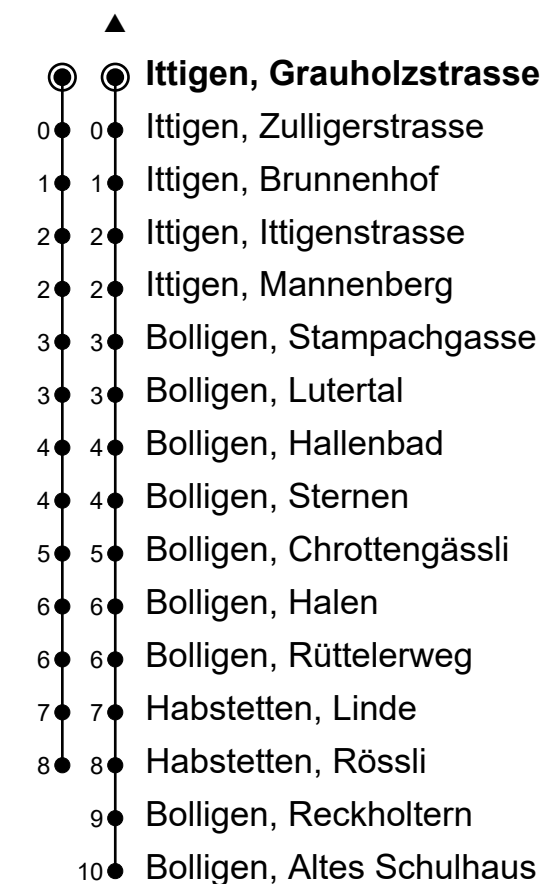 ▲
Ittigen, Grauholzstrasse
0 0 Ittigen, Zulligerstrasse
1 1 Ittigen, Brunnenhof
2 2 Ittigen, Ittigenstrasse
2 2 Ittigen, Mannenberg
3 3 Bolligen, Stampachgasse
3 3 Bolligen, Lutertal
4 4 Bolligen, Hallenbad
4 4 Bolligen, Sternen
5 5 Bolligen, Chrottengässli
6 6 Bolligen, Halen
6 6 Bolligen, Rüttelerweg
7 7 Habstetten, Linde
8 8 Habstetten, Rössli
9 Bolligen, Reckholtern
10 Bolligen, Altes Schulhaus